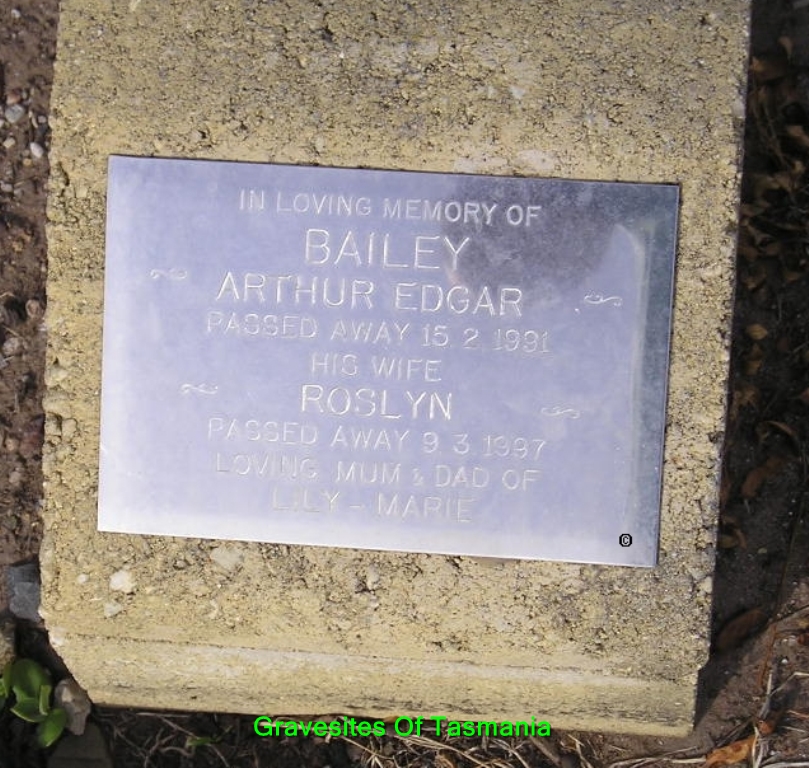 IN LOVING MEMORY OF
BAILEY
ARTHUR EDGAR
PASSED AWAY 15. 2. 1991
HIS WIFE
ROSLYN
PASSED AWAY 9. 3. 1997
LOVING MUM & DAD OF
LILY - MARIE
©
Gravesites Of Tasmania